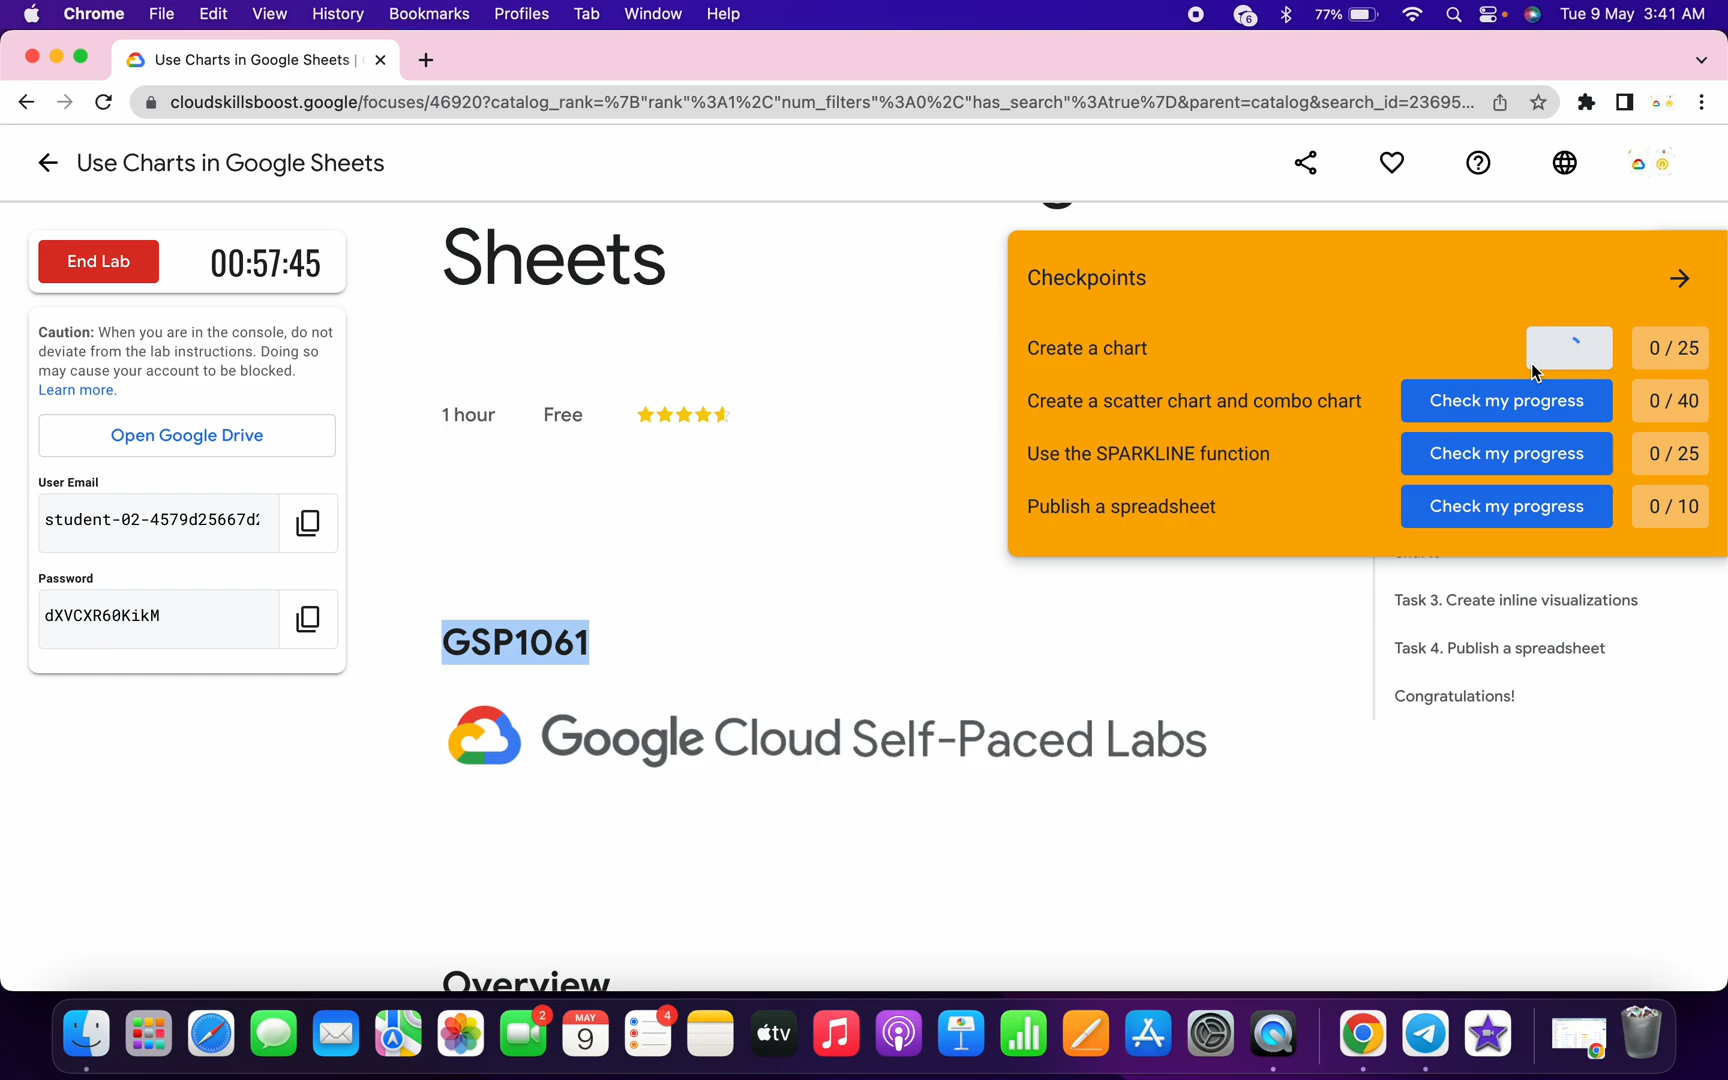 Chrome File Edit View History Bookmarks Profiles Tab Window Help 6 77% Tue 9 May 3:41 AM
Use Charts in Google Sheets |
cloudskillsboost.google/focuses/46920?catalog_rank=%7B"rank"%3A1%2C"num_filters"%3A0%2C"has_search"%3Atrue%7D&parent=catalog&search_id=23695...
Use Charts in Google Sheets
End Lab 00:57:45
Caution: When you are in the console, do not
deviate from the lab instructions. Doing so
may cause your account to be blocked.
Learn more.
Open Google Drive
User Email
student-02-4579d25667d2
Password
dXVCXR60KikM
Sheets
1 hour Free
GSP1061
Google Cloud Self-Paced Labs
Overview
Checkpoints
Create a chart 0 / 25
Create a scatter chart and combo chart Check my progress 0 / 40
Use the SPARKLINE function Check my progress 0 / 25
Publish a spreadsheet Check my progress 0 / 10
Task 3. Create inline visualizations
Task 4. Publish a spreadsheet
Congratulations!
2 MAY 9 4 tv